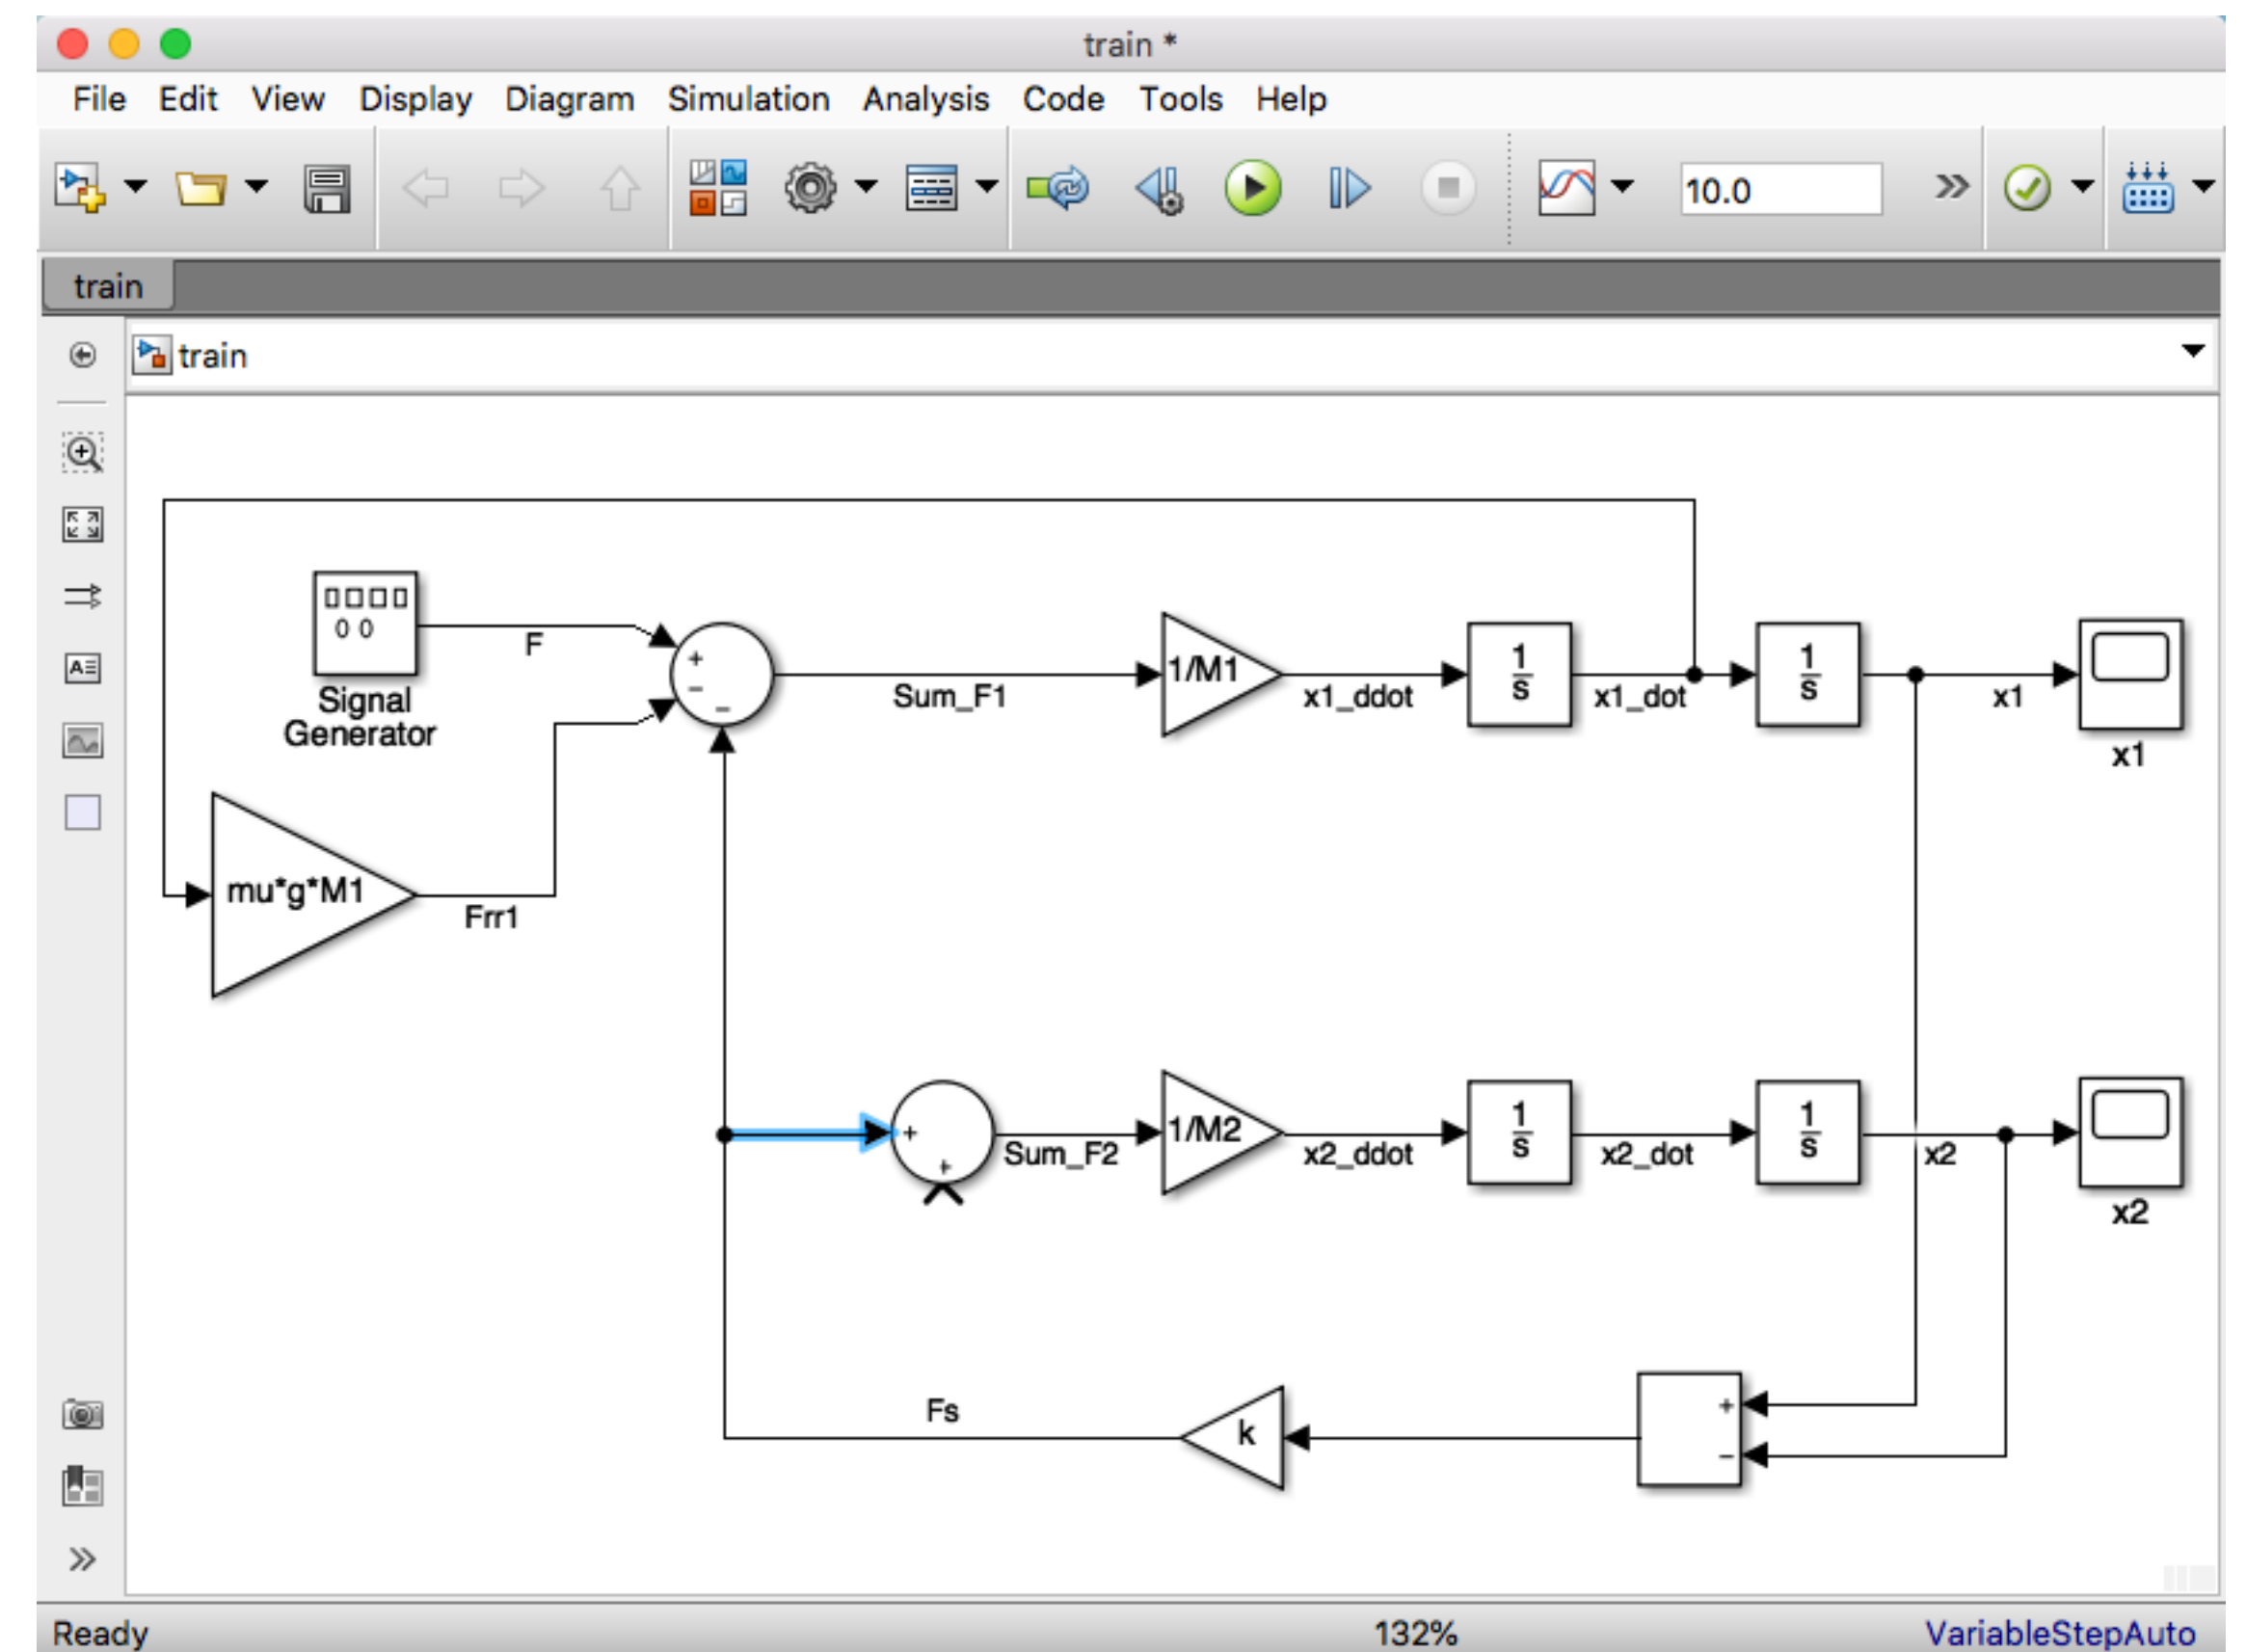 train *
File Edit View Display Diagram Simulation Analysis Code Tools Help
10.0
train
train
F
+
−
−
Signal
Generator
0 0
Sum_F1
1/M1
x1_ddot
1
s
x1_dot
1
s
x1
x1
mu*g*M1
Frr1
+
+
Sum_F2
1/M2
x2_ddot
1
s
x2_dot
1
s
x2
x2
Fs
k
+
−
Ready 132% VariableStepAuto